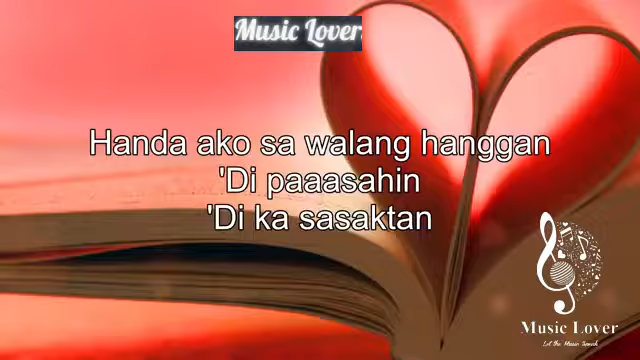 Music Lover
Handa ako sa walang hanggan
'Di paaasahin
'Di ka sasaktan
Music Lover